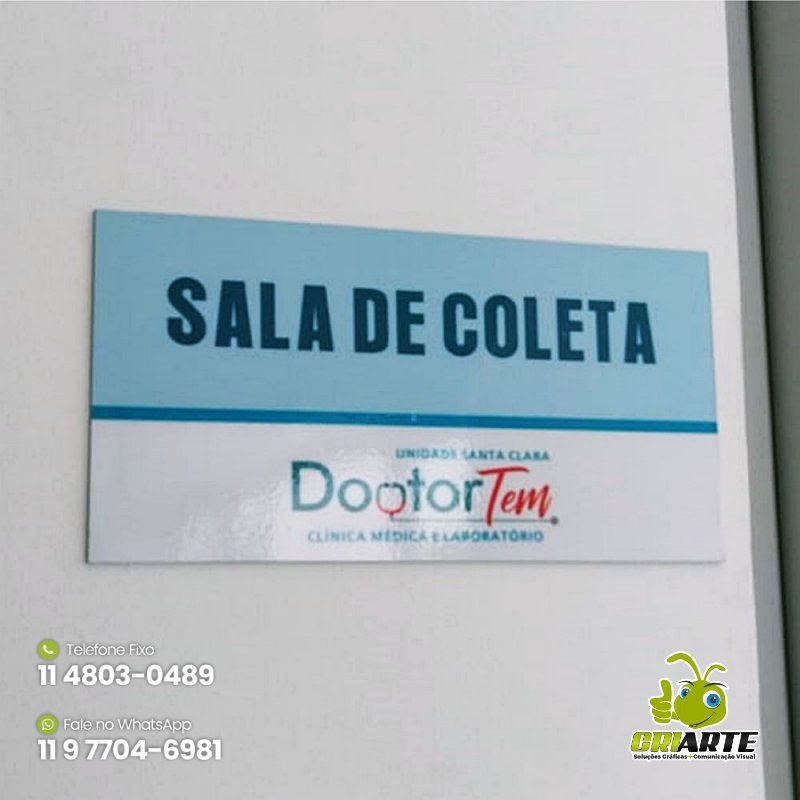 SALA DE COLETA
UNIDADE SANTA CLARA
DoctorTem
CLÍNICA MÉDICA E LABORATÓRIO
Telefone Fixo
11 4803-0489
Fale no WhatsApp
11 9 7704-6981
CRIARTE
Soluções Gráficas+Comunicação Visual